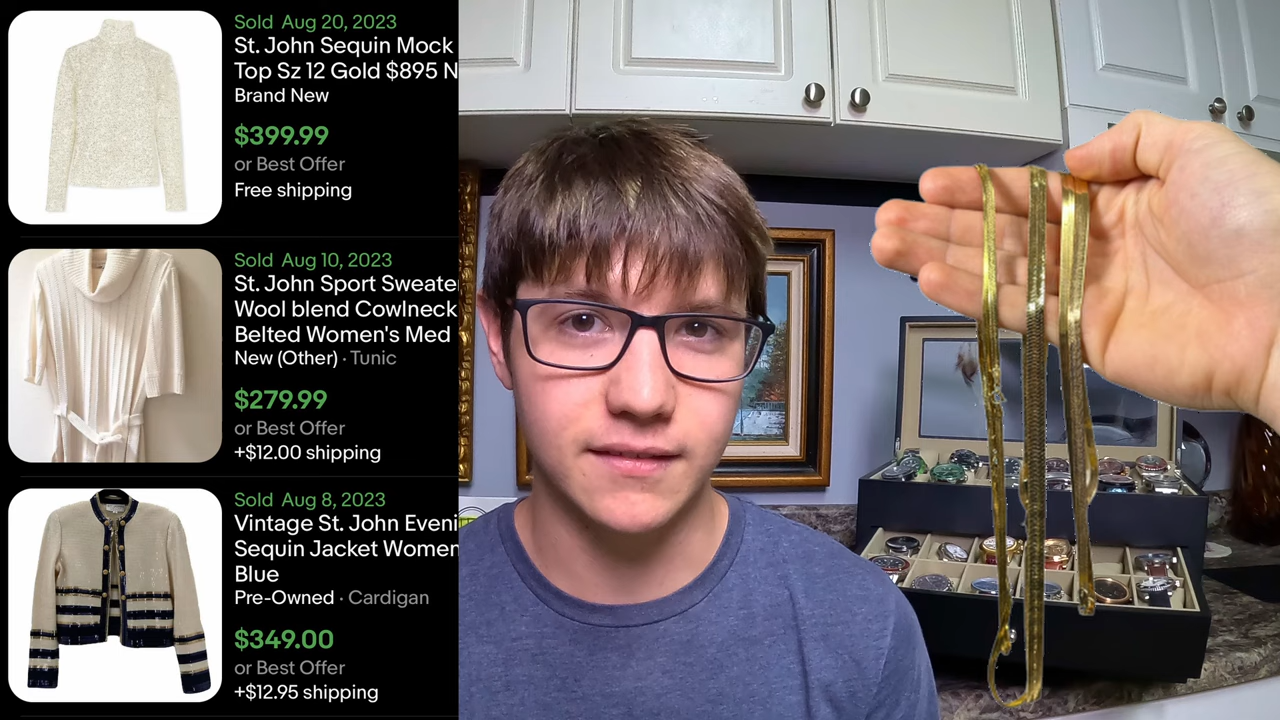 Sold Aug 20, 2023
St. John Sequin Mock
Top Sz 12 Gold $895 N
Brand New
$399.99
or Best Offer
Free shipping
Sold Aug 10, 2023
St. John Sport Sweater
Wool blend Cowlneck
Belted Women's Med
New (Other) · Tunic
$279.99
or Best Offer
+$12.00 shipping
Sold Aug 8, 2023
Vintage St. John Eveni
Sequin Jacket Women
Blue
Pre-Owned · Cardigan
$349.00
or Best Offer
+$12.95 shipping